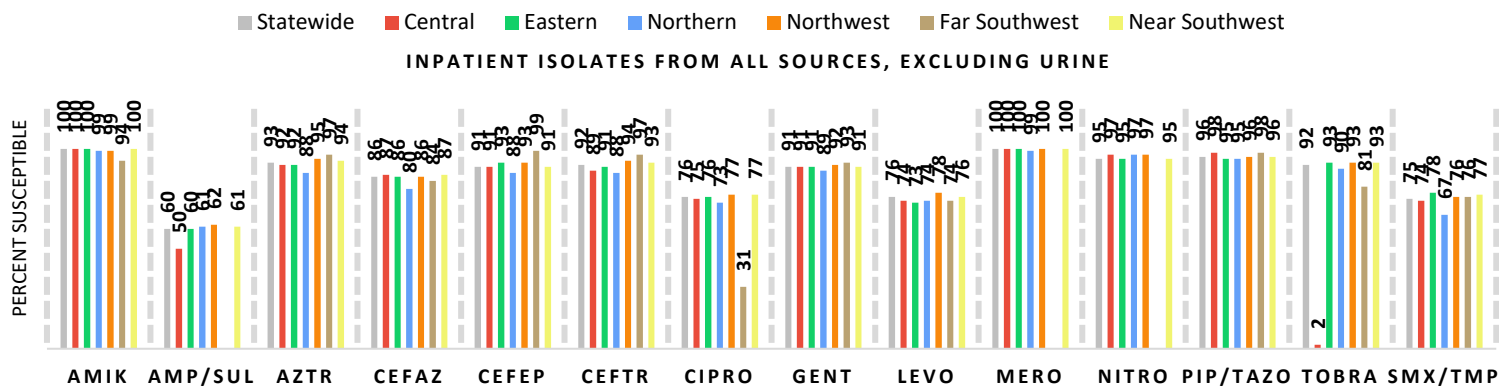 Statewide Central Eastern Northern Northwest Far Southwest Near Southwest
INPATIENT ISOLATES FROM ALL SOURCES, EXCLUDING URINE
PERCENT SUSCEPTIBLE
100 100 100 99 99 94 100
60 50 60 61 62 61
93 92 92 88 95 97 94
86 87 86 80 86 84 87
91 91 93 88 93 99 91
92 89 91 88 94 97 93
76 75 76 73 77 31 77
91 91 91 89 92 93 91
76 74 73 74 78 74 76
100 100 100 99 100 100
95 97 95 97 97 95
96 98 95 95 96 98 96
92 2 93 90 93 81 93
75 74 78 67 76 76 77
AMIK AMP/SUL AZTR CEFAZ CEFEP CEFTR CIPRO GENT LEVO MERO NITRO PIP/TAZO TOBRA SMX/TMP